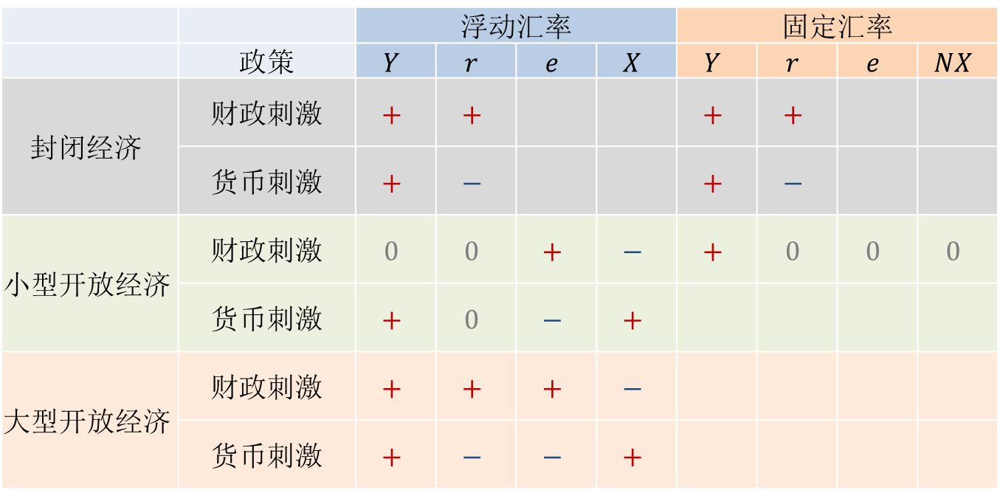 浮动汇率 固定汇率
政策 Y r e X Y r e NX
封闭经济
财政刺激 + + + +
货币刺激 + − + −
小型开放经济
财政刺激 0 0 + − + 0 0 0
货币刺激 + 0 − +
大型开放经济
财政刺激 + + + −
货币刺激 + − − +